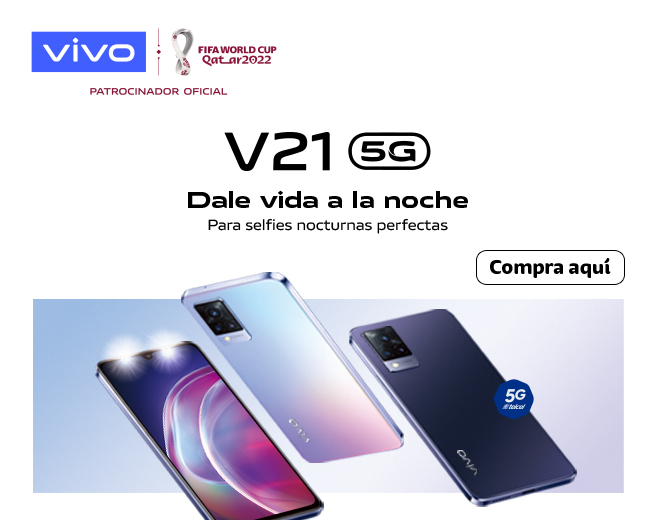 vivo
FIFA WORLD CUP
Qatar2022
PATROCINADOR OFICIAL
V21 5G
Dale vida a la noche
Para selfies nocturnas perfectas
Compra aquí
5G
telcel
vivo
vivo